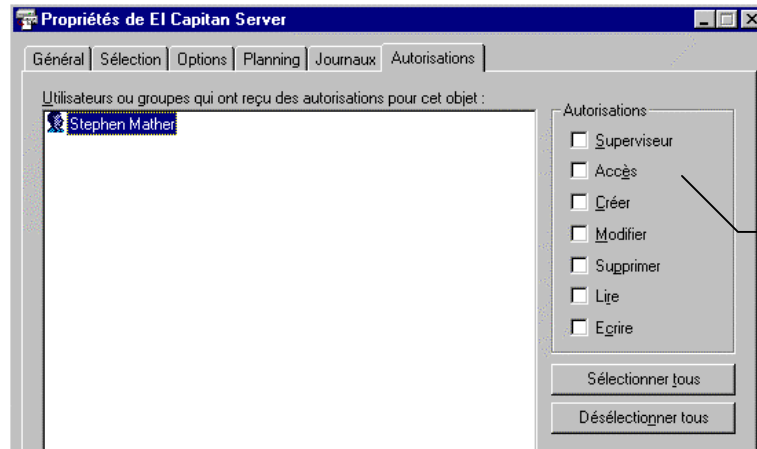 Propriétés de El Capitan Server
Général Sélection Options Planning Journaux Autorisations
Utilisateurs ou groupes qui ont reçu des autorisations pour cet objet :
Stephen Mather
Autorisations
Superviseur
Accès
Créer
Modifier
Supprimer
Lire
Ecrire
Sélectionner tous
Désélectionner tous